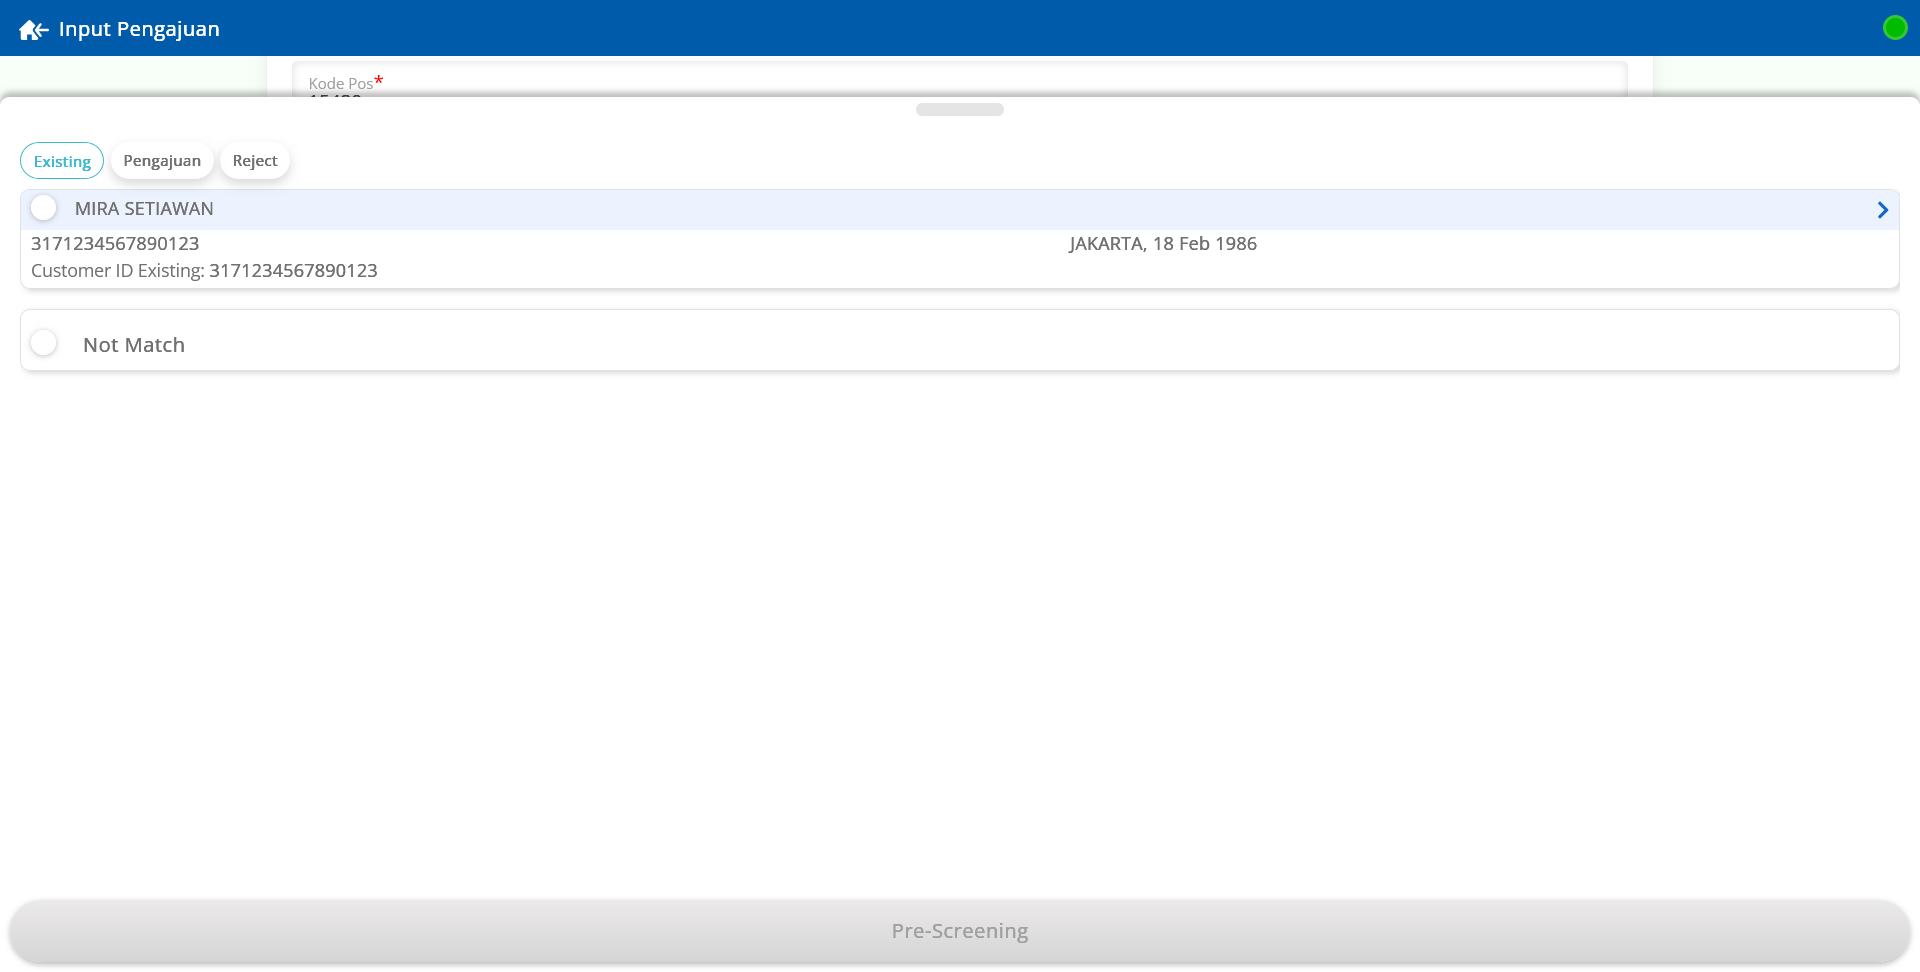 Input Pengajuan
Kode Pos*
Existing
Pengajuan
Reject
MIRA SETIAWAN
3171234567890123
JAKARTA, 18 Feb 1986
Customer ID Existing: 3171234567890123
Not Match
Pre-Screening